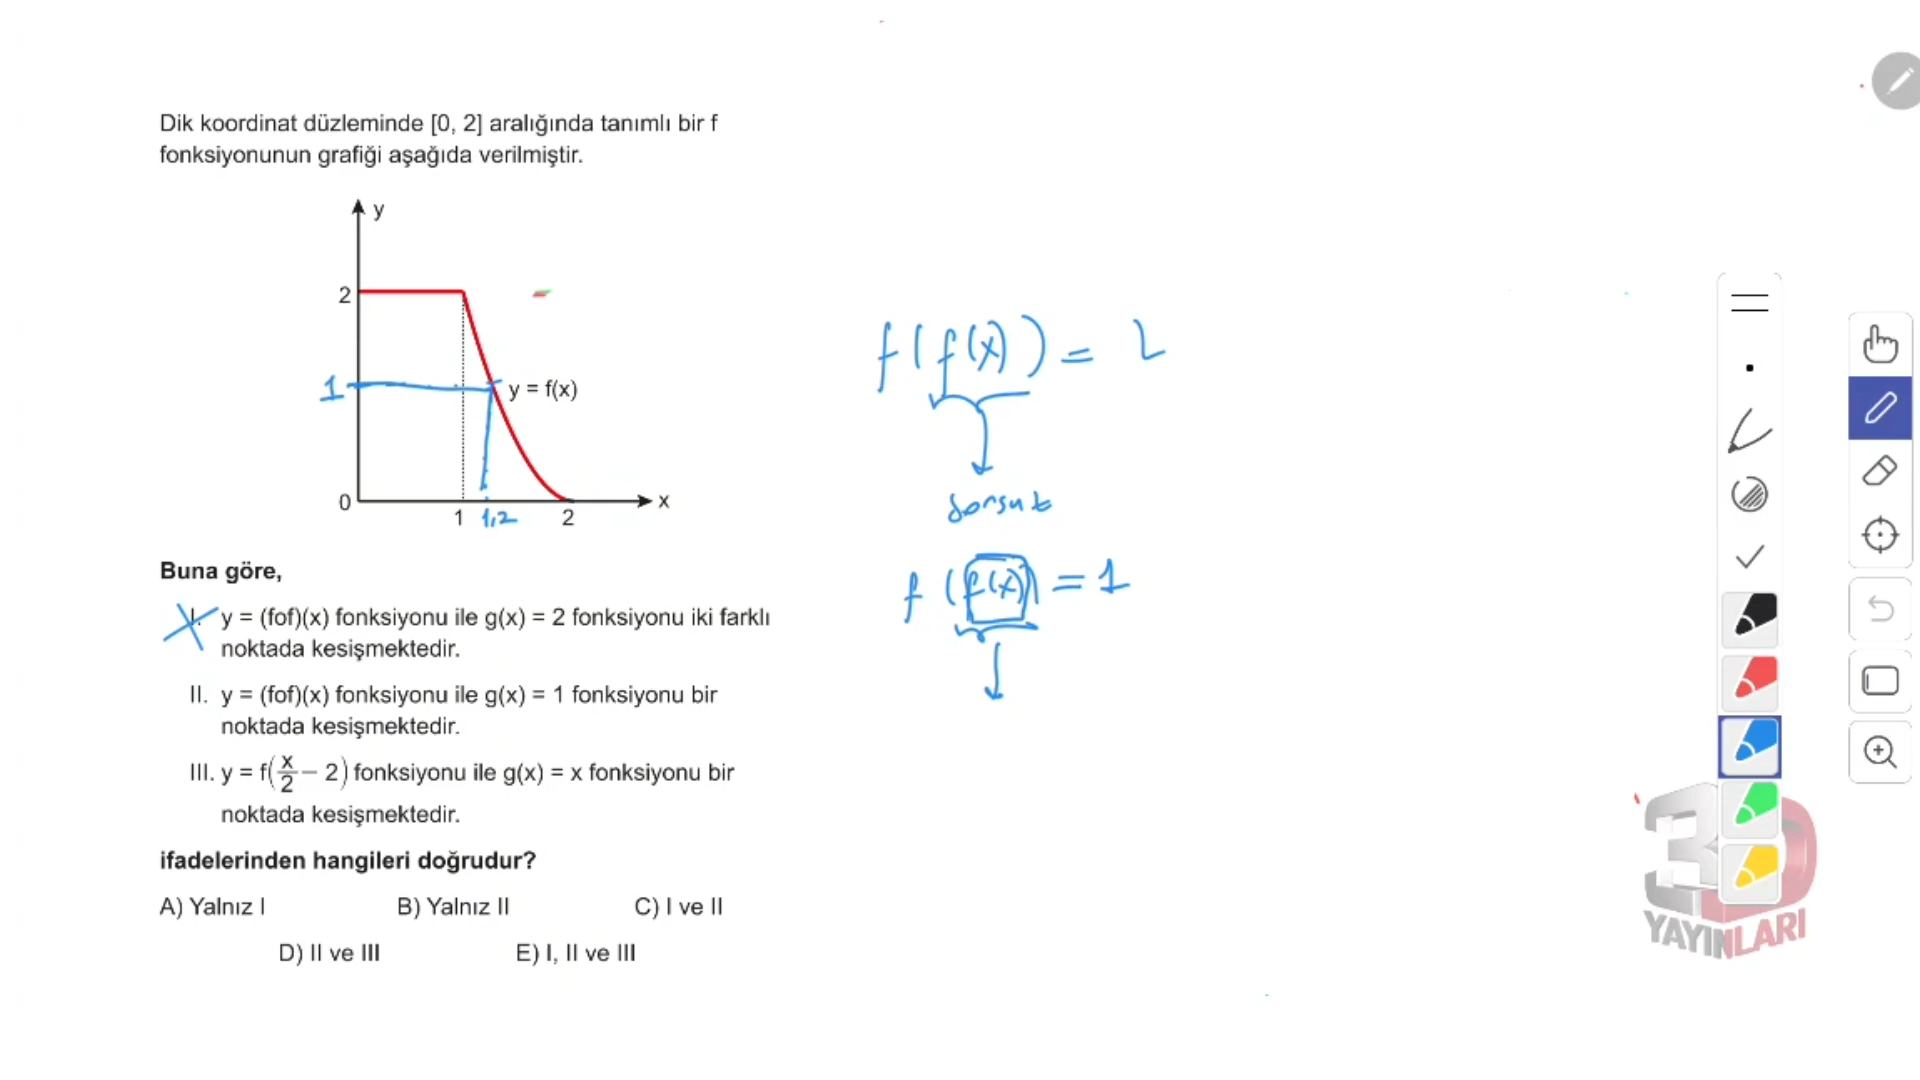 Dik koordinat düzleminde [0, 2] aralığında tanımlı bir f
fonksiyonunun grafiği aşağıda verilmiştir.
y
2
1
y = f(x)
0
1
1,2
2
x
Buna göre,
I. y = (fof)(x) fonksiyonu ile g(x) = 2 fonksiyonu iki farklı
noktada kesişmektedir.
II. y = (fof)(x) fonksiyonu ile g(x) = 1 fonksiyonu bir
noktada kesişmektedir.
III. y = f(x/2 − 2) fonksiyonu ile g(x) = x fonksiyonu bir
noktada kesişmektedir.
ifadelerinden hangileri doğrudur?
A) Yalnız I B) Yalnız II C) I ve II
D) II ve III E) I, II ve III
f(f(x)) = 2
f(f(x)) = 1
3D
YAYINLARI